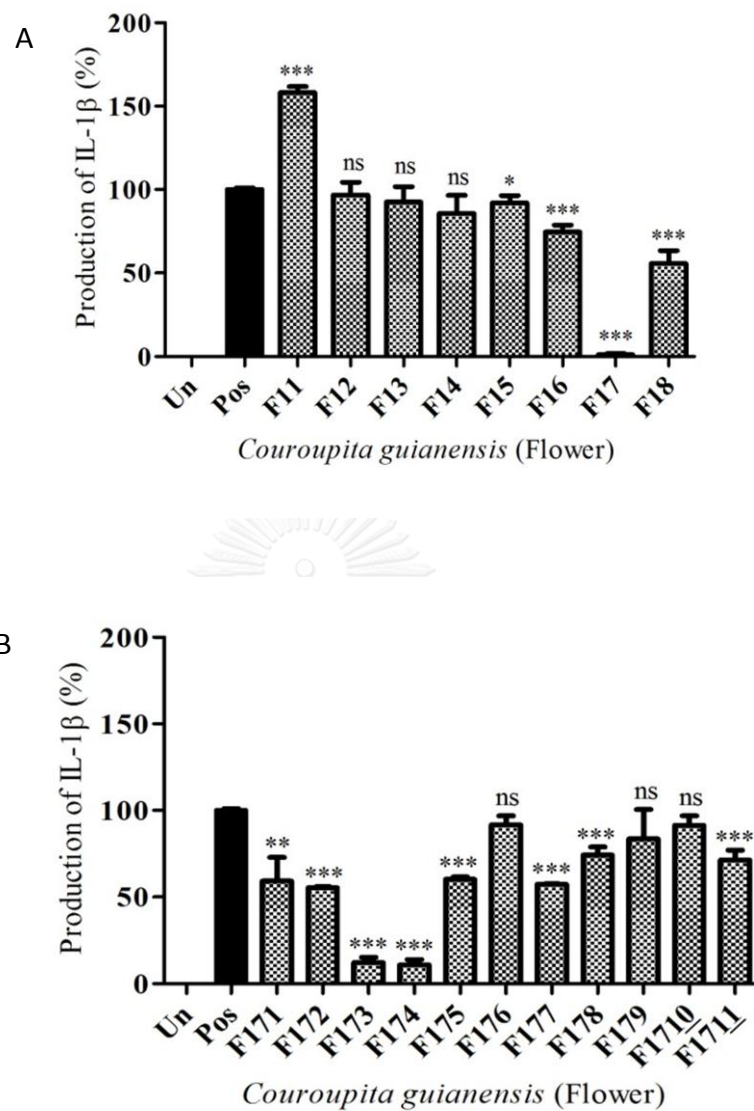 A
Production of IL-1β (%)
200
150
100
50
0
***
ns
ns
ns
*
***
***
***
Un
Pos
F11
F12
F13
F14
F15
F16
F17
F18
Couroupita guianensis (Flower)
B
Production of IL-1β (%)
200
150
100
50
0
**
***
***
***
***
ns
***
***
ns
ns
***
Un
Pos
F171
F172
F173
F174
F175
F176
F177
F178
F179
F1710
F1711
Couroupita guianensis (Flower)